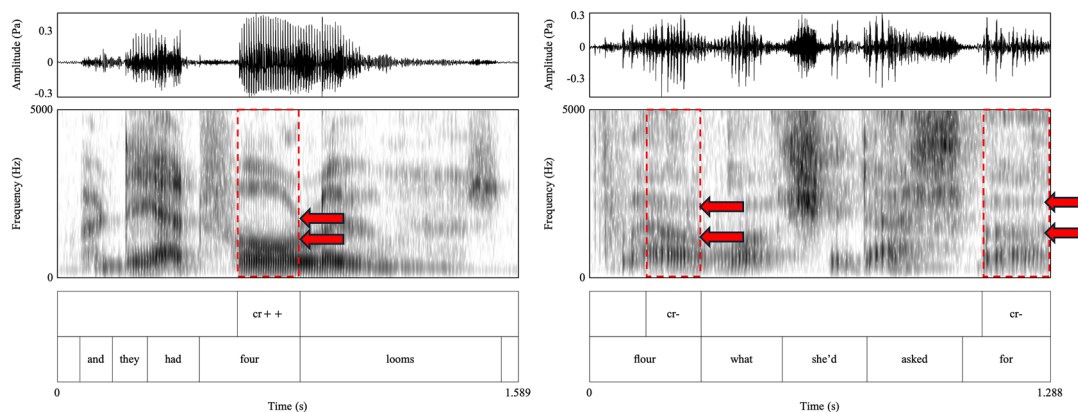 Amplitude (Pa)
0.3
0
-0.3
5000
Frequency (Hz)
0
cr++
and they had four looms
0
1.589
Time (s)
Amplitude (Pa)
0.3
0
-0.3
5000
Frequency (Hz)
0
cr- cr-
flour what she'd asked for
0
1.288
Time (s)